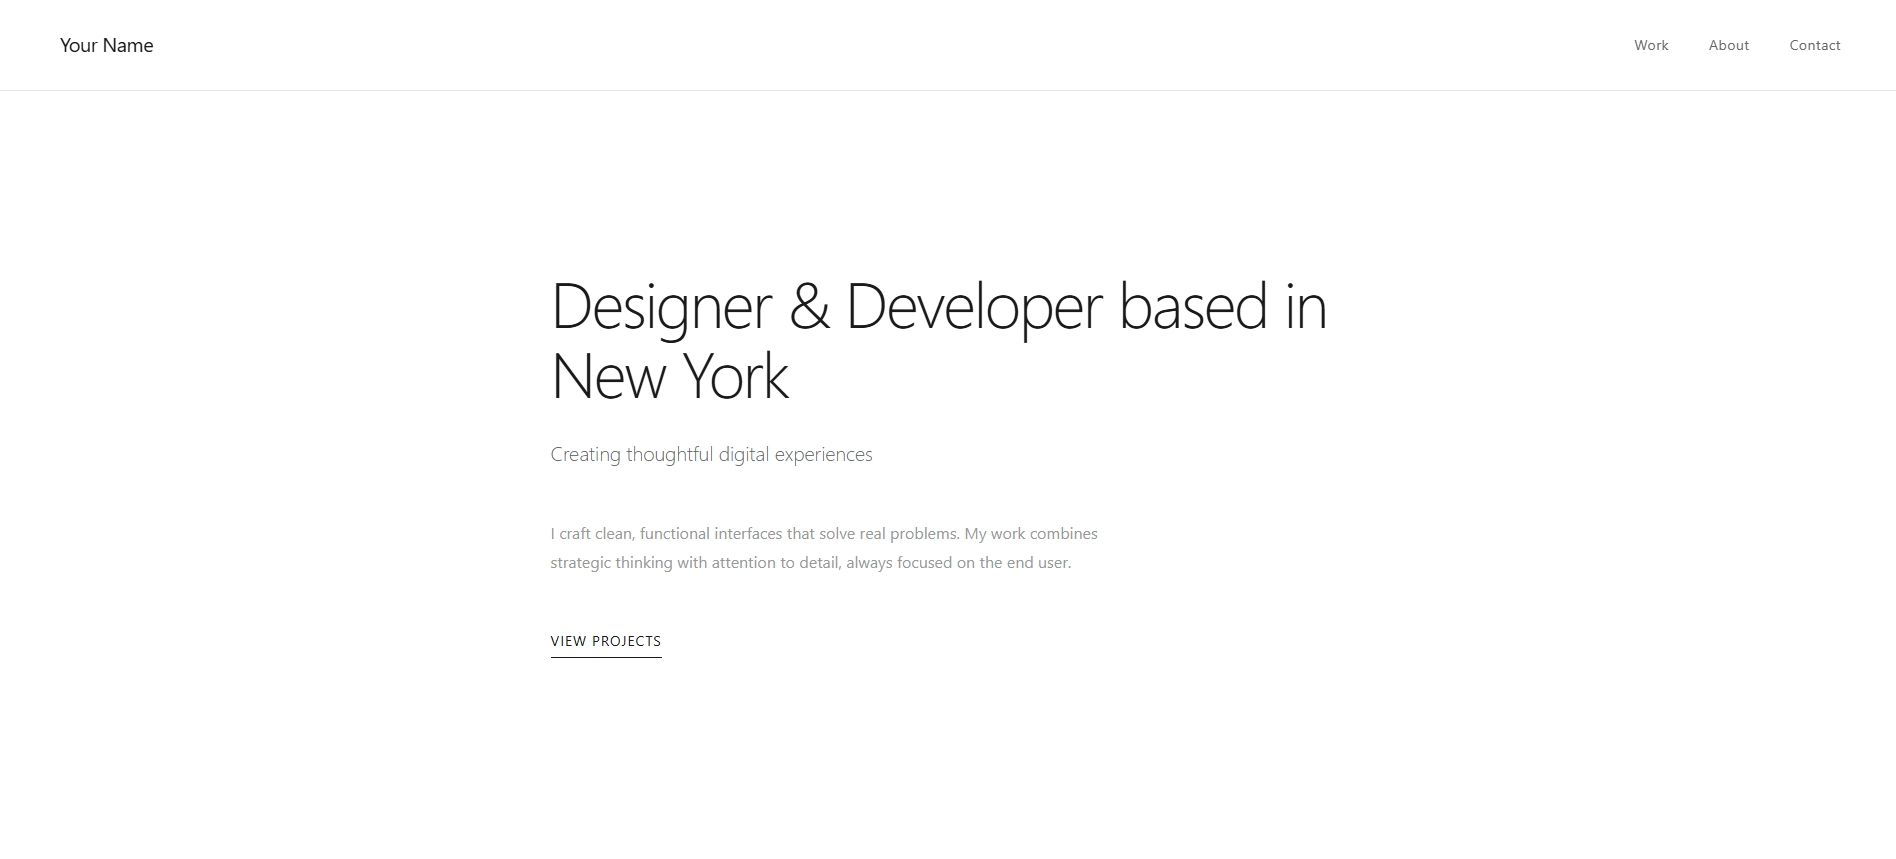 Your Name
Work About Contact
Designer & Developer based in
New York
Creating thoughtful digital experiences
I craft clean, functional interfaces that solve real problems. My work combines
strategic thinking with attention to detail, always focused on the end user.
VIEW PROJECTS